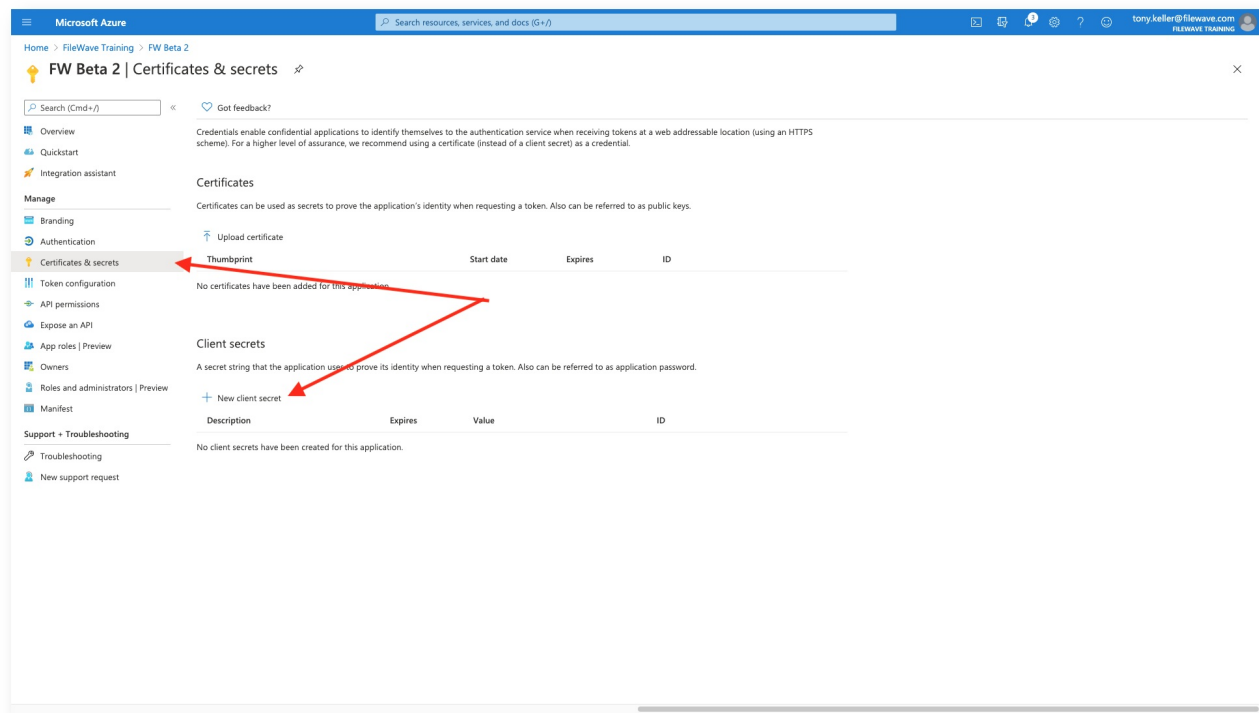 Microsoft Azure
Search resources, services, and docs (G+/)
3
?
tony.keller@filewave.com
FILEWAVE TRAINING
Home > FileWave Training > FW Beta 2
FW Beta 2 | Certificates & secrets
Search (Cmd+/)
«
Got feedback?
Overview
Quickstart
Integration assistant
Manage
Branding
Authentication
Certificates & secrets
Token configuration
API permissions
Expose an API
App roles | Preview
Owners
Roles and administrators | Preview
Manifest
Support + Troubleshooting
Troubleshooting
New support request
Credentials enable confidential applications to identify themselves to the authentication service when receiving tokens at a web addressable location (using an HTTPS
scheme). For a higher level of assurance, we recommend using a certificate (instead of a client secret) as a credential.
Certificates
Certificates can be used as secrets to prove the application's identity when requesting a token. Also can be referred to as public keys.
Upload certificate
Thumbprint Start date Expires ID
No certificates have been added for this application.
Client secrets
A secret string that the application uses to prove its identity when requesting a token. Also can be referred to as application password.
New client secret
Description Expires Value ID
No client secrets have been created for this application.